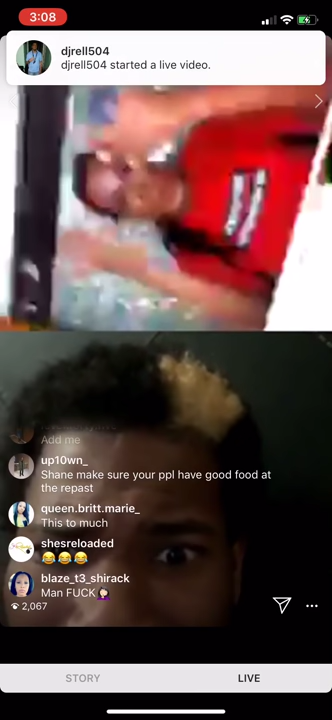 3:08
djrell504
djrell504 started a live video.
Add me
up10wn_
Shane make sure your ppl have good food at
the repast
queen.britt.marie_
This to much
shesreloaded
😂😂😂
blaze_t3_shirack
Man FUCK🤦🏻‍♀️
2,067
STORY
LIVE